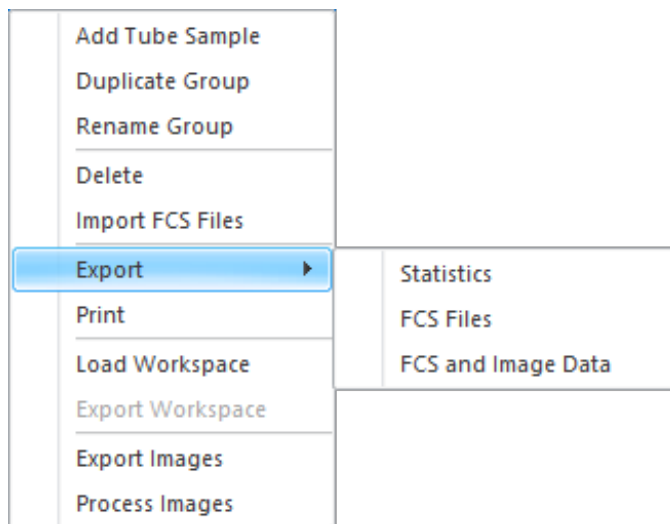 Add Tube Sample
Duplicate Group
Rename Group
Delete
Import FCS Files
Export
Statistics
FCS Files
FCS and Image Data
Print
Load Workspace
Export Workspace
Export Images
Process Images